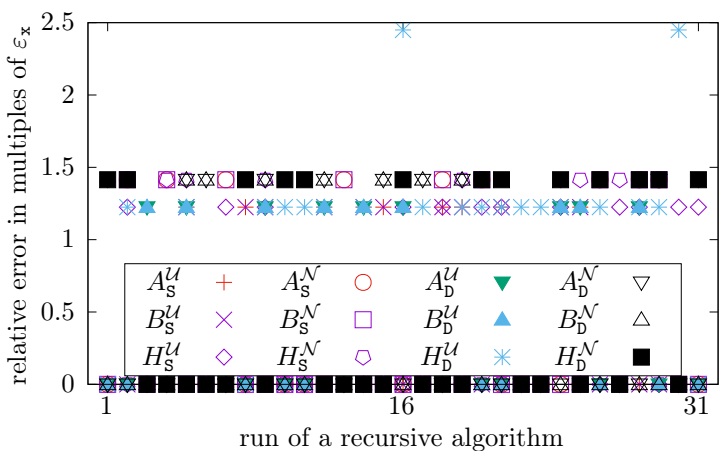 relative error in multiples of ε_x
2.5
2
1.5
1
0.5
0
A_S^𝒰 A_S^𝒩 A_D^𝒰 A_D^𝒩
B_S^𝒰 B_S^𝒩 B_D^𝒰 B_D^𝒩
H_S^𝒰 H_S^𝒩 H_D^𝒰 H_D^𝒩
1 16 31
run of a recursive algorithm